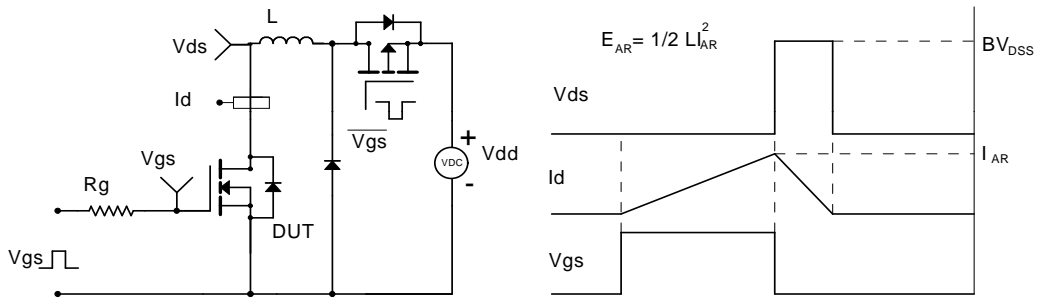 L
Vds
Id
Vgs
Vgs
Rg
DUT
Vgs
VDC
+
-
Vdd
E_AR= 1/2 LI_AR^2
Vds
BV_DSS
Id
I_AR
Vgs